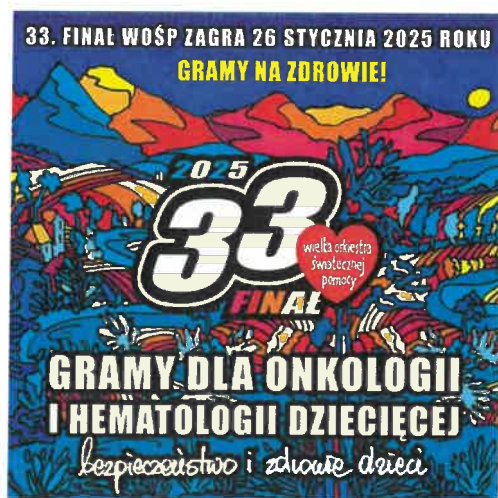 33. FINAŁ WOŚP ZAGRA 26 STYCZNIA 2025 ROKU
GRAMY NA ZDROWIE!
2025
33
FINAŁ
wielka orkiestra
świątecznej
pomocy
GRAMY DLA ONKOLOGII
I HEMATOLOGII DZIECIĘCEJ
bezpieczeństwo i zdrowie dzieci